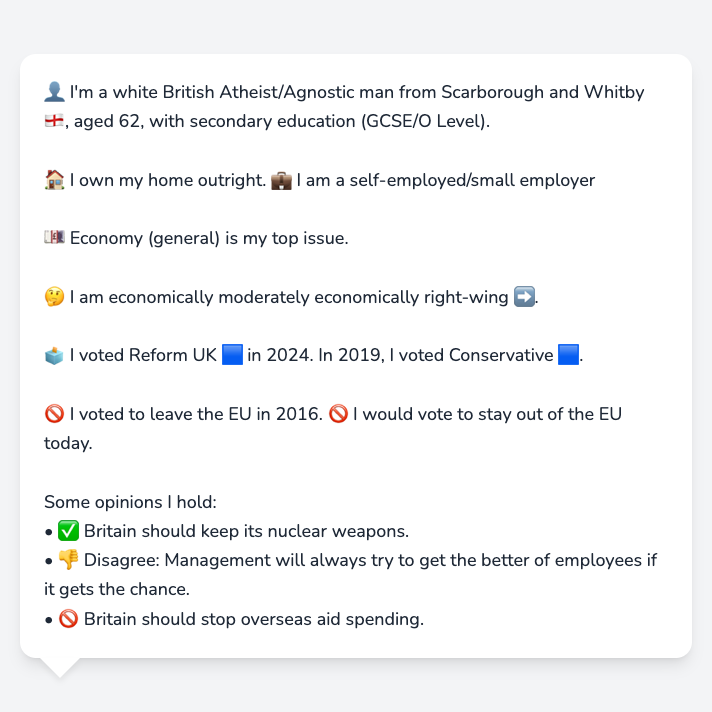 👤 I'm a white British Atheist/Agnostic man from Scarborough and Whitby
🏴󠁧󠁢󠁥󠁮󠁧󠁿, aged 62, with secondary education (GCSE/O Level).
🏠 I own my home outright. 💼 I am a self-employed/small employer
💷 Economy (general) is my top issue.
🤔 I am economically moderately economically right-wing ➡️.
🗳️ I voted Reform UK 🟦 in 2024. In 2019, I voted Conservative 🟦.
🚫 I voted to leave the EU in 2016. 🚫 I would vote to stay out of the EU
today.
Some opinions I hold:
• ✅ Britain should keep its nuclear weapons.
• 👎 Disagree: Management will always try to get the better of employees if
it gets the chance.
• 🚫 Britain should stop overseas aid spending.